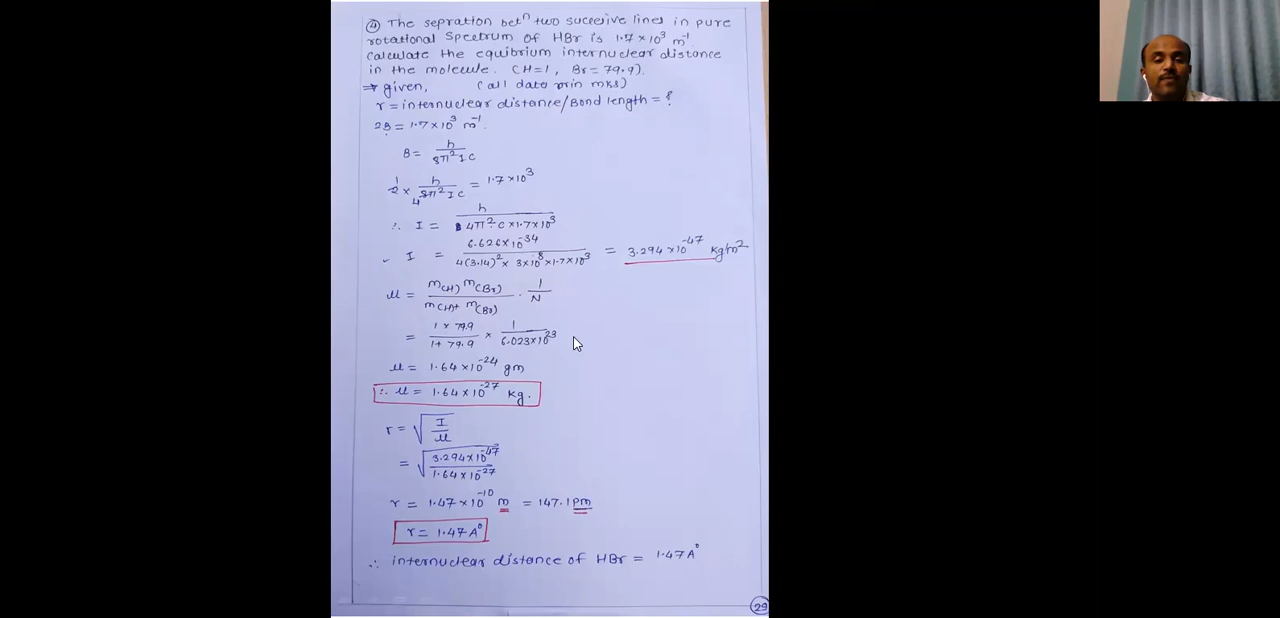 ④ The sepration betⁿ two succesive lines in pure
rotational spectrum of HBr is 1.7×10³ m⁻¹
calculate the equibrium internuclear distance
in the molecule. (H=1, Br=79.9).
⇒ given, (all data in mks)
r = internuclear distance/Bond length = ?
2B = 1.7×10³ m⁻¹.
B = h / 8π²Ic
2 × h / 8π²Ic = 1.7×10³
∴ I = h / 4π²c×1.7×10³
I = 6.626×10⁻³⁴ / 4(3.14)²×3×10⁸×1.7×10³ = 3.294×10⁻⁴⁷ kg/m²
μ = m(H) m(Br) / m(H)+m(Br) · 1/N
= 1×79.9 / 1+79.9 × 1 / 6.023×10²³
μ = 1.64×10⁻²⁴ gm
∴ μ = 1.64×10⁻²⁷ kg.
r = √(I/μ)
= √(3.294×10⁻⁴⁷ / 1.64×10⁻²⁷)
r = 1.47×10⁻¹⁰ m = 147.1 pm
r = 1.47 A°
∴ internuclear distance of HBr = 1.47 A°
29